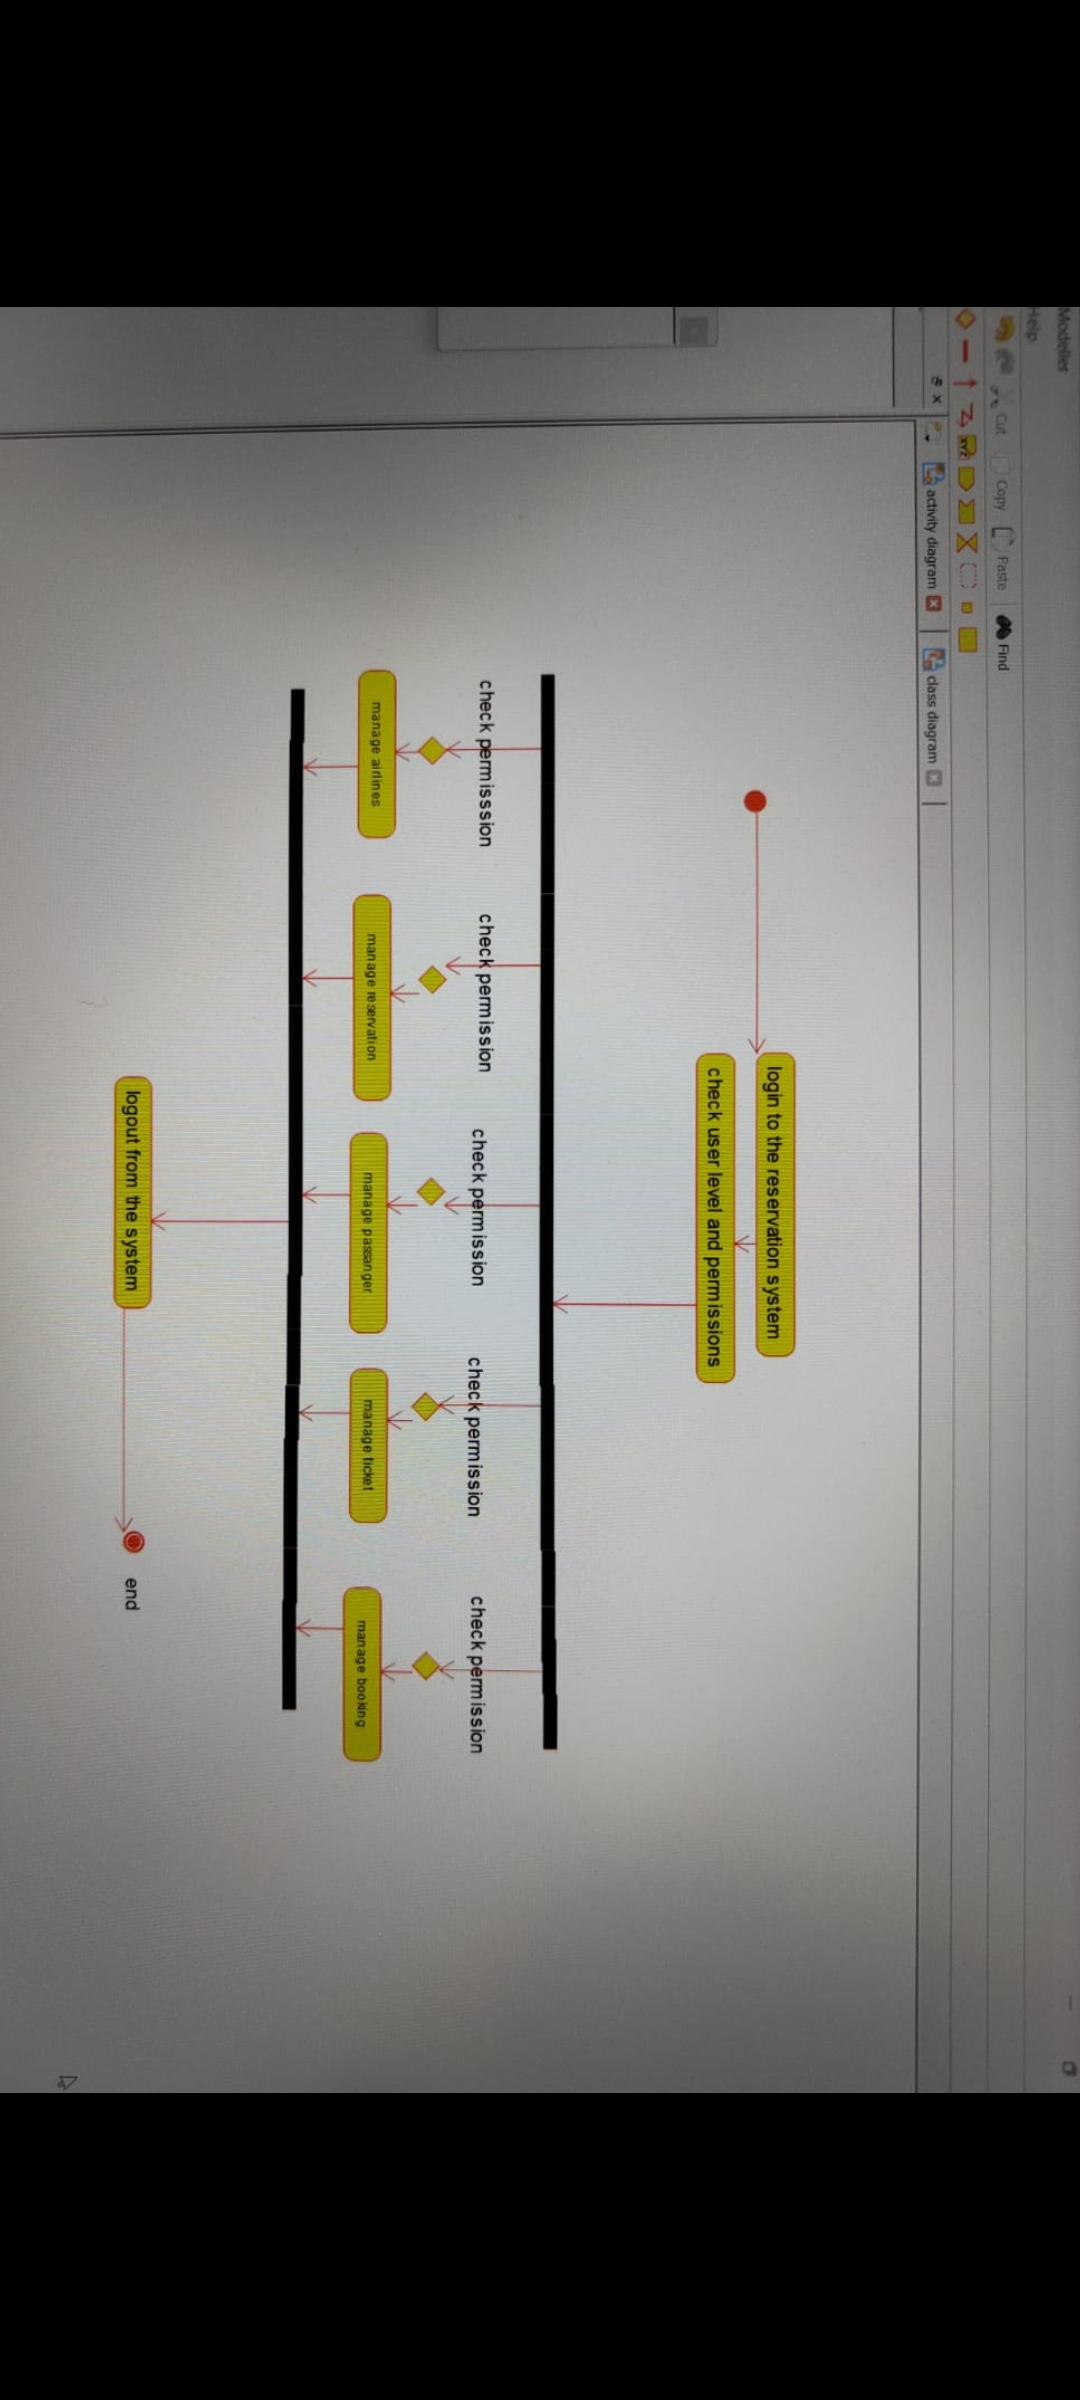 Modeller
Help
Cut Copy Paste Find
XYZ
activity diagram class diagram
login to the reservation system
check user level and permissions
check permisssion check permission check permission check permission check permission
manage airlines manage reservation manage passanger manage ticket manage booking
logout from the system end